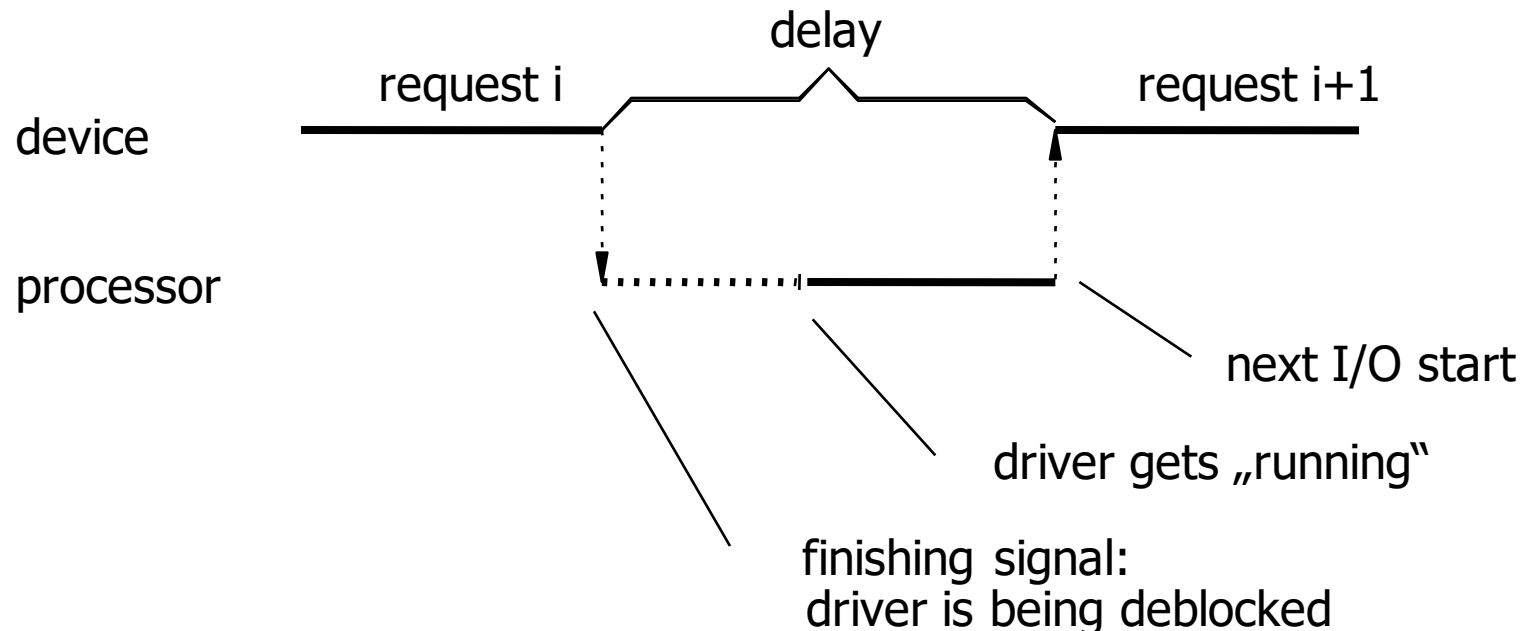 delay
request i
request i+1
device
processor
next I/O start
driver gets „running“
finishing signal:
driver is being deblocked